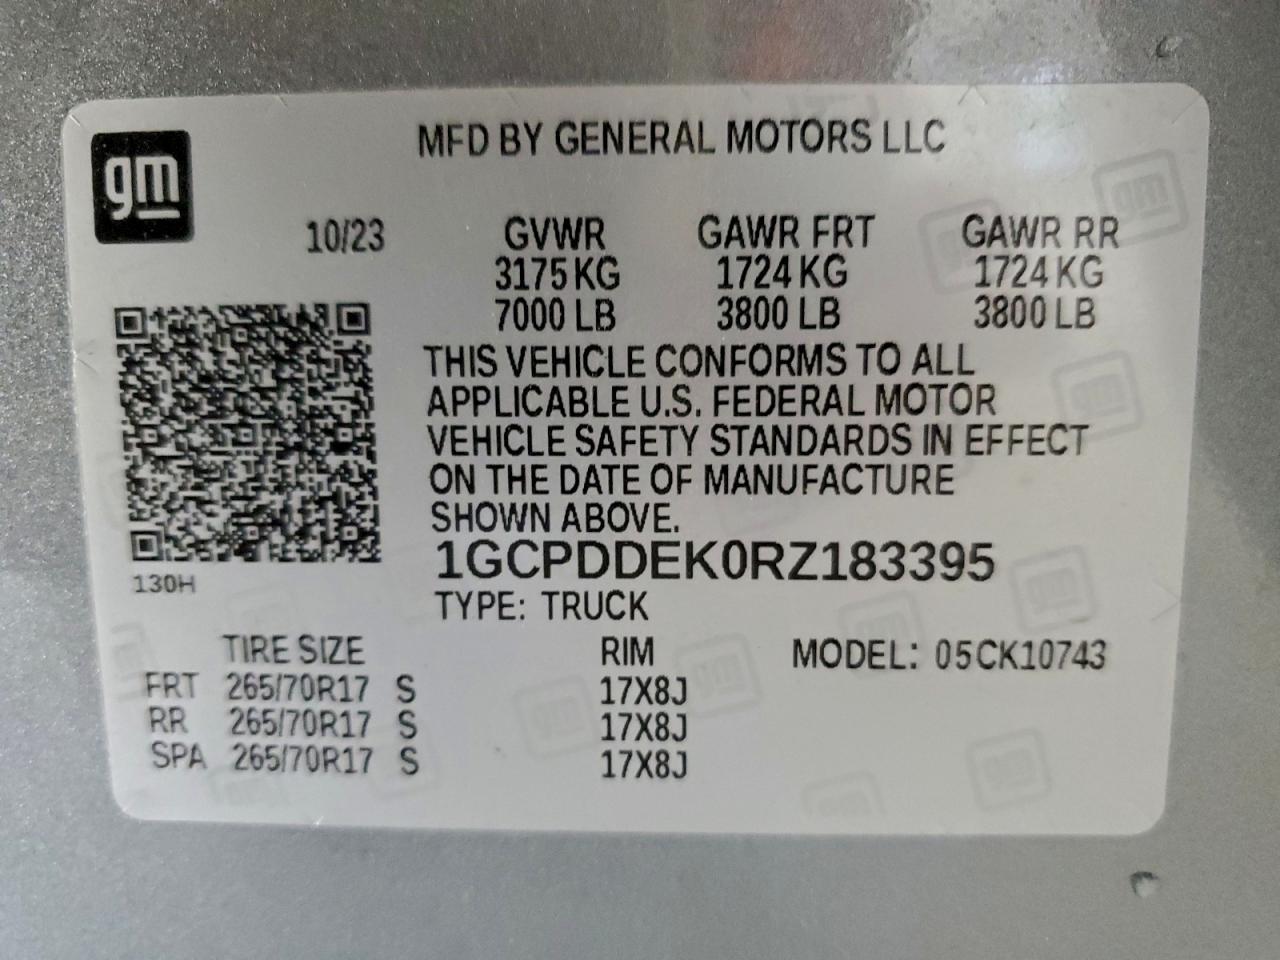 gm
MFD BY GENERAL MOTORS LLC
10/23 GVWR GAWR FRT GAWR RR
3175 KG 1724 KG 1724 KG
7000 LB 3800 LB 3800 LB
THIS VEHICLE CONFORMS TO ALL
APPLICABLE U.S. FEDERAL MOTOR
VEHICLE SAFETY STANDARDS IN EFFECT
ON THE DATE OF MANUFACTURE
SHOWN ABOVE.
1GCPDDEK0RZ183395
130H
TYPE: TRUCK
TIRE SIZE RIM MODEL: 05CK10743
FRT 265/70R17 S 17X8J
RR 265/70R17 S 17X8J
SPA 265/70R17 S 17X8J